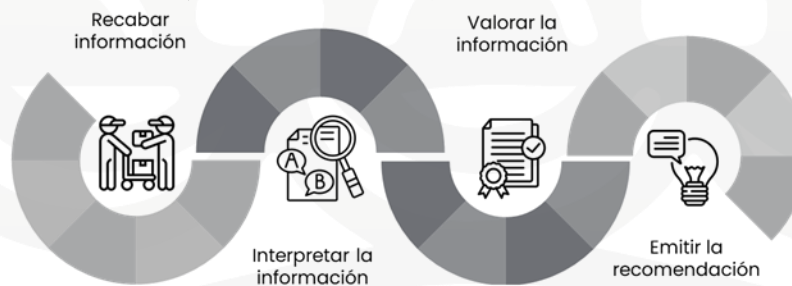 Recabar
información
Interpretar la
información
A
B
Valorar la
información
Emitir la
recomendación